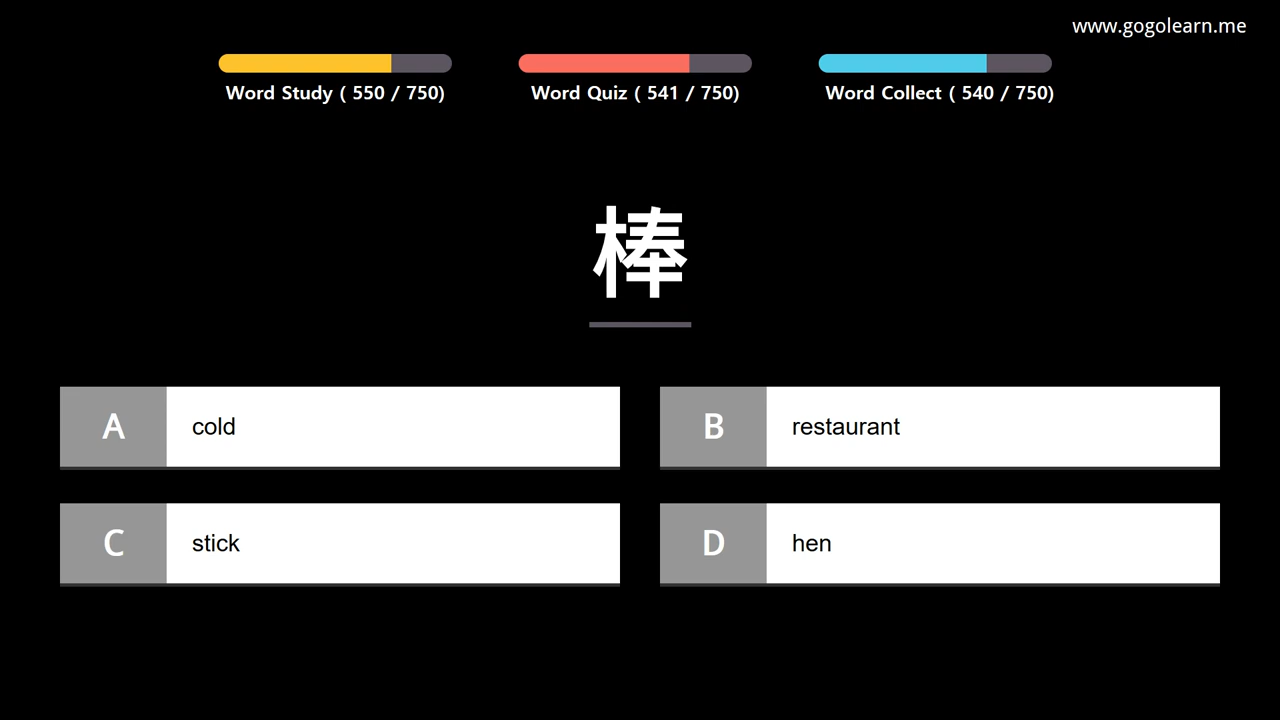 www.gogolearn.me
Word Study ( 550 / 750)
Word Quiz ( 541 / 750)
Word Collect ( 540 / 750)
棒
A cold
B restaurant
C stick
D hen